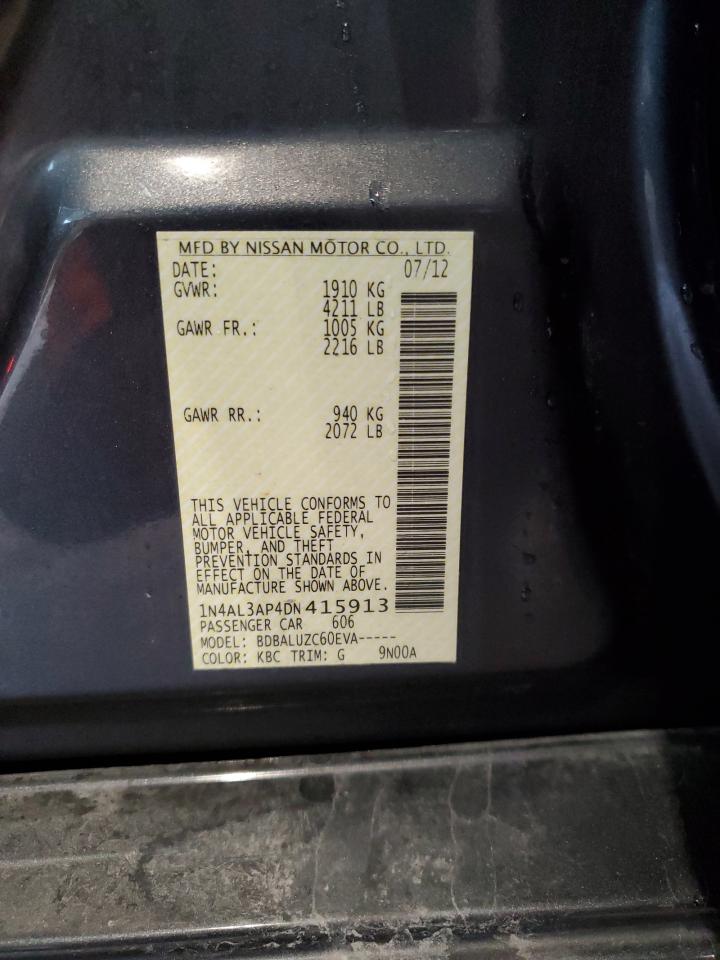 MFD BY NISSAN MOTOR CO., LTD.
DATE: 07/12
GVWR: 1910 KG
4211 LB
GAWR FR.: 1005 KG
2216 LB
GAWR RR.: 940 KG
2072 LB
THIS VEHICLE CONFORMS TO
ALL APPLICABLE FEDERAL
MOTOR VEHICLE SAFETY,
BUMPER, AND THEFT
PREVENTION STANDARDS IN
EFFECT ON THE DATE OF
MANUFACTURE SHOWN ABOVE.
1N4AL3AP4DN415913
PASSENGER CAR 606
MODEL: BDBALUZC60EVA-----
COLOR: KBC TRIM: G 9N00A